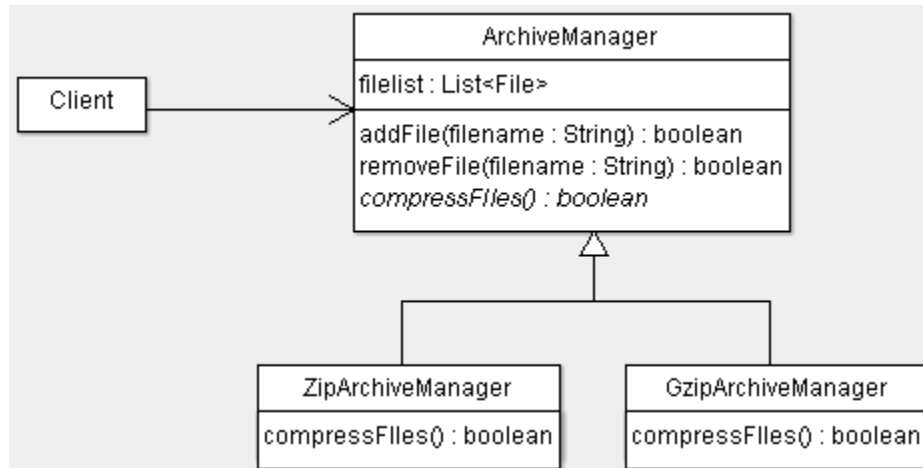 ArchiveManager
filelist : List<File>
Client
addFile(filename : String) : boolean
removeFile(filename : String) : boolean
compressFIles() : boolean
ZipArchiveManager
GzipArchiveManager
compressFIles() : boolean
compressFIles() : boolean